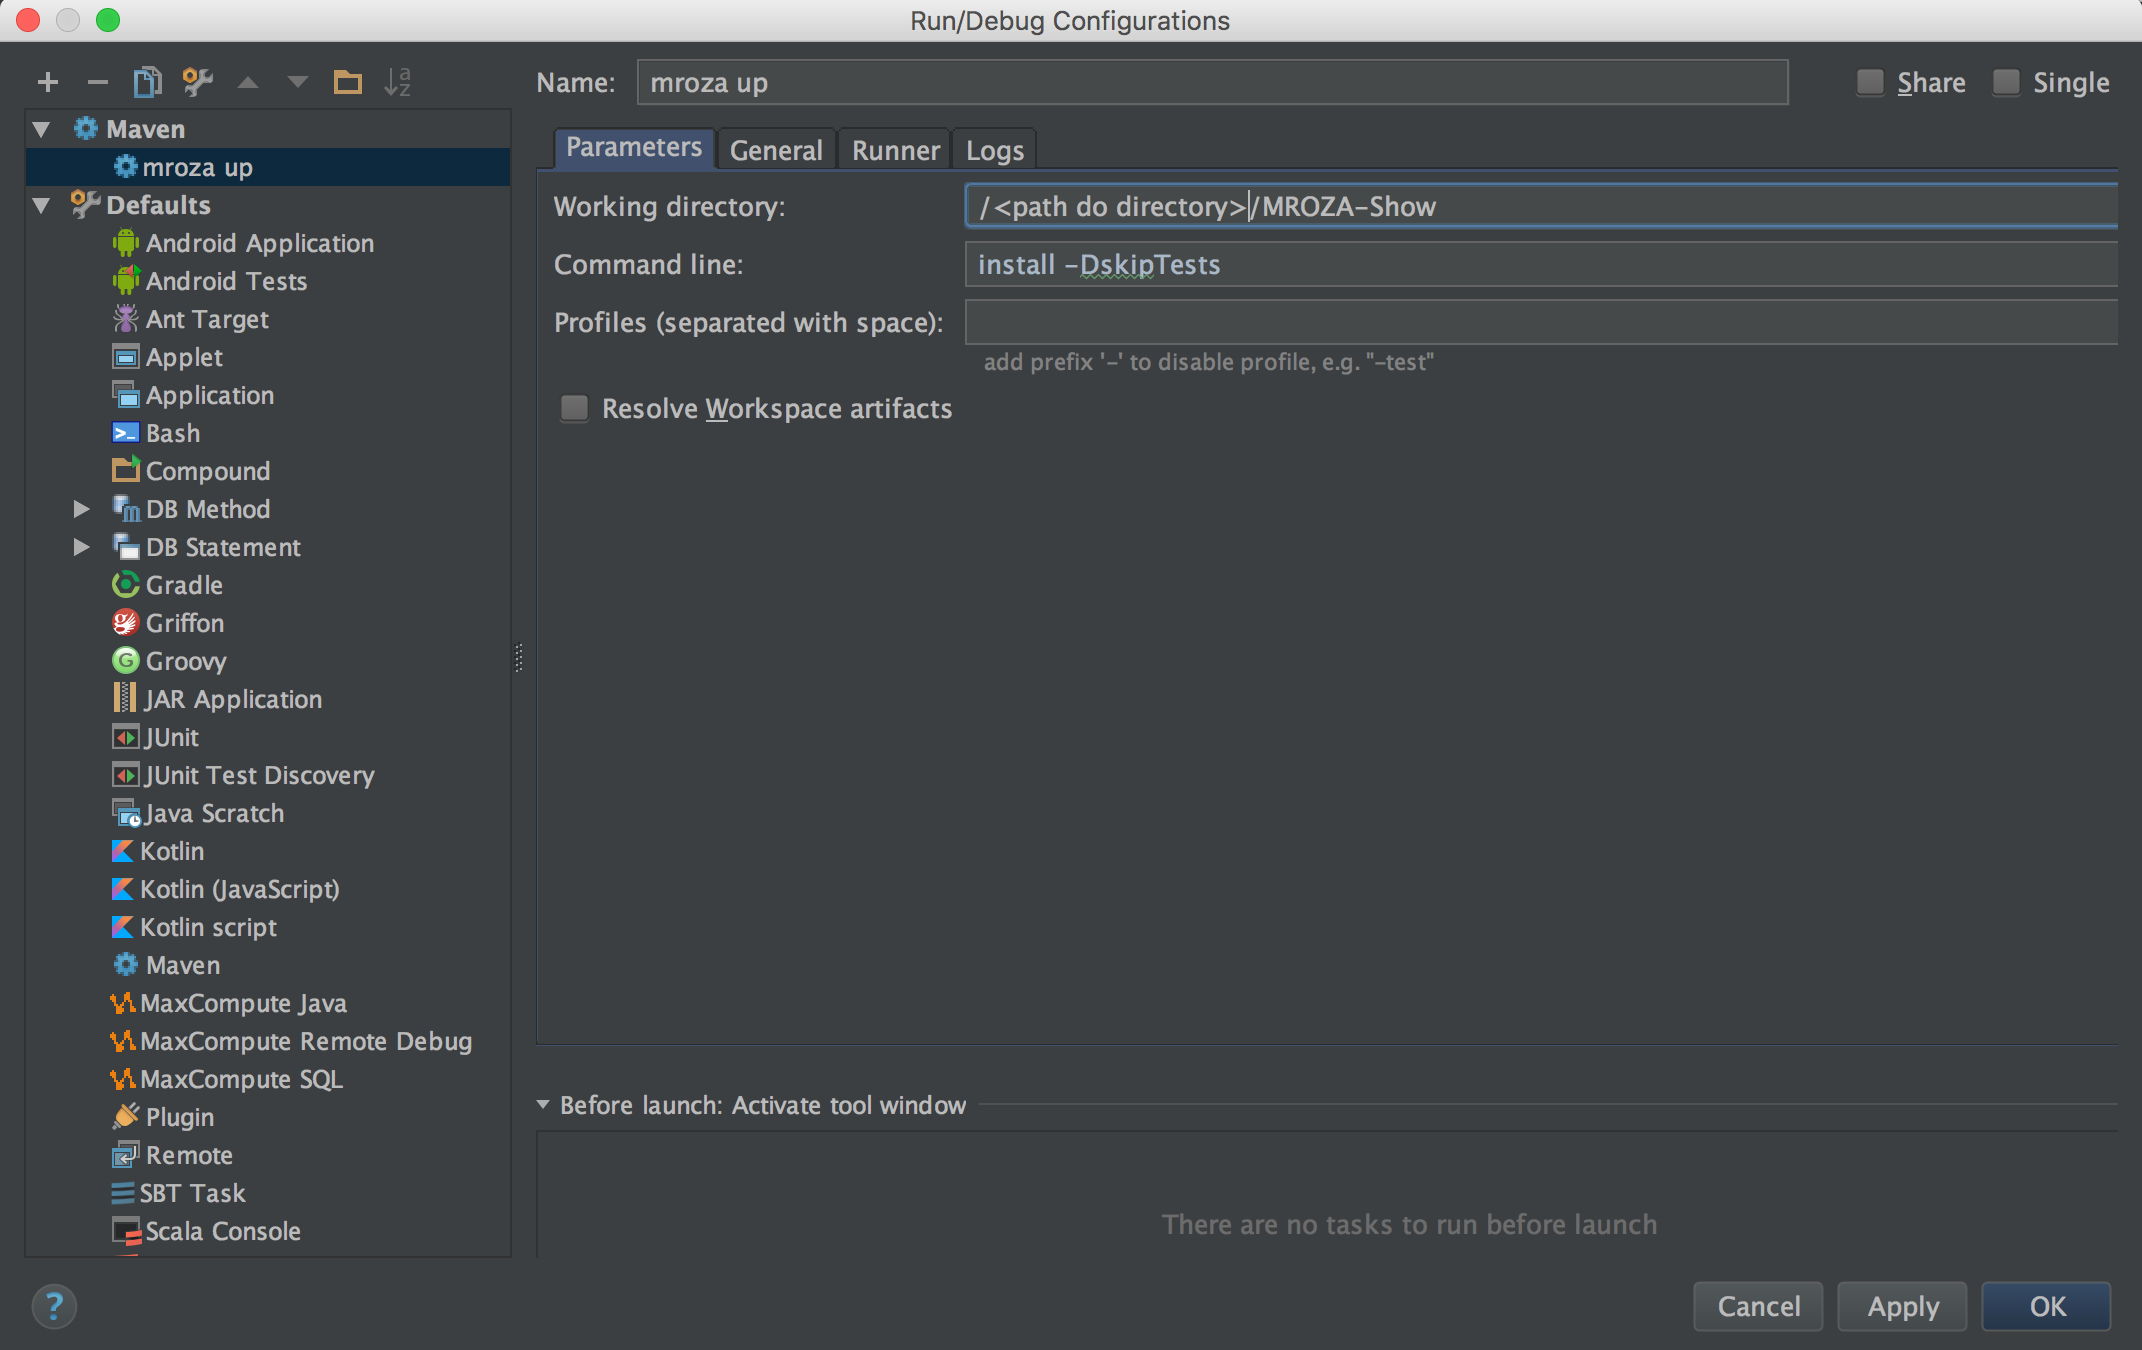 Run/Debug Configurations
Name: mroza up Share Single
Maven
mroza up
Defaults
Android Application
Android Tests
Ant Target
Applet
Application
Bash
Compound
DB Method
DB Statement
Gradle
Griffon
Groovy
JAR Application
JUnit
JUnit Test Discovery
Java Scratch
Kotlin
Kotlin (JavaScript)
Kotlin script
Maven
MaxCompute Java
MaxCompute Remote Debug
MaxCompute SQL
Plugin
Remote
SBT Task
Scala Console
Parameters General Runner Logs
Working directory: /<path do directory>/MROZA-Show
Command line: install -DskipTests
Profiles (separated with space):
add prefix '-' to disable profile, e.g. "-test"
Resolve Workspace artifacts
Before launch: Activate tool window
There are no tasks to run before launch
? Cancel Apply OK